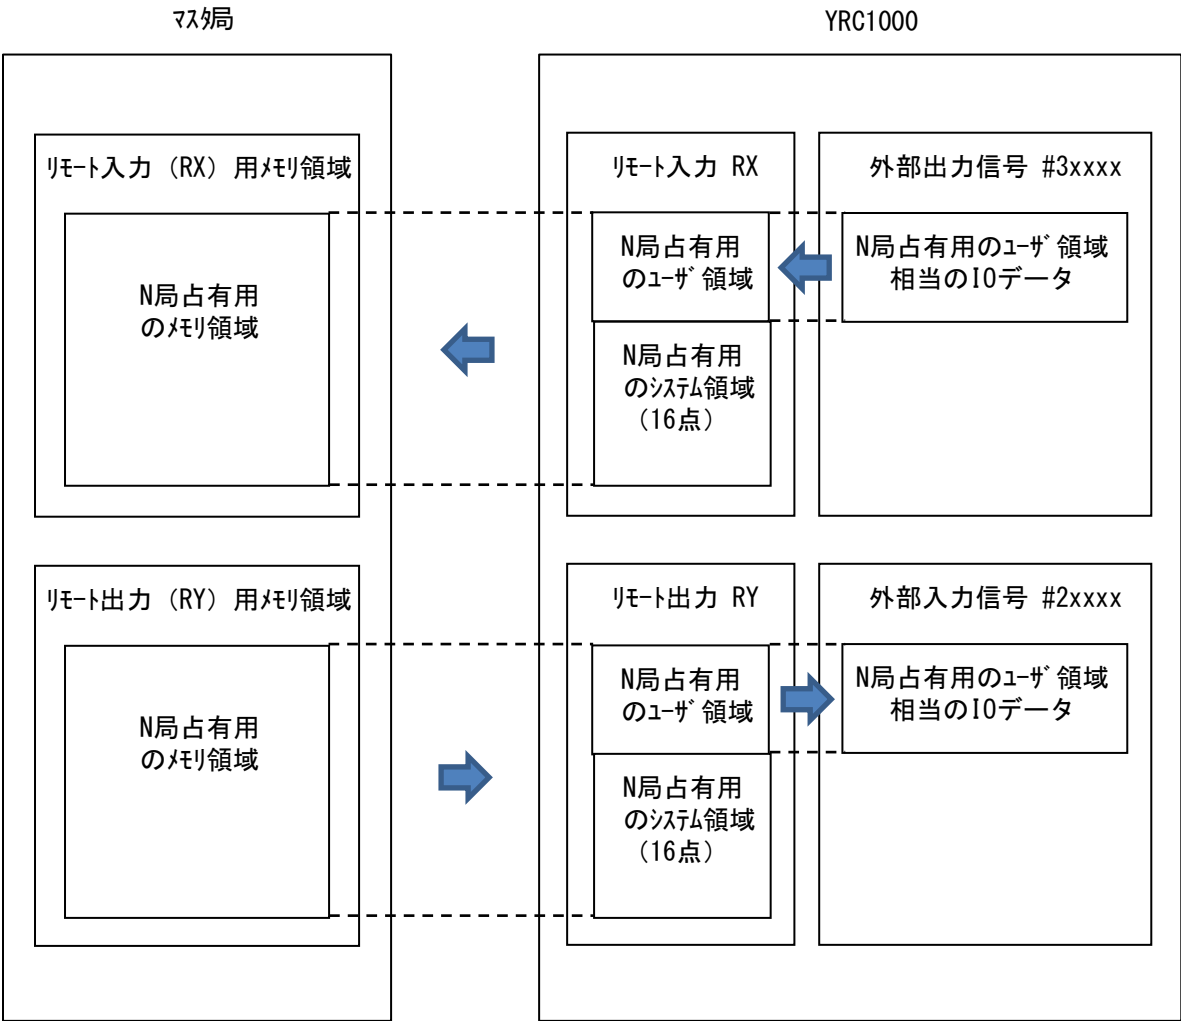 ﾏｽﾀ局
YRC1000
ﾘﾓｰﾄ入力（RX）用ﾒﾓﾘ領域
N局占有用
のﾒﾓﾘ領域
ﾘﾓｰﾄ入力 RX
N局占有用
のﾕｰｻﾞ領域
N局占有用
のｼｽﾃﾑ領域
（16点）
外部出力信号 #3xxxx
N局占有用のﾕｰｻﾞ領域
相当のIOデータ
ﾘﾓｰﾄ出力（RY）用ﾒﾓﾘ領域
N局占有用
のﾒﾓﾘ領域
ﾘﾓｰﾄ出力 RY
N局占有用
のﾕｰｻﾞ領域
N局占有用
のｼｽﾃﾑ領域
（16点）
外部入力信号 #2xxxx
N局占有用のﾕｰｻﾞ領域
相当のIOデータ